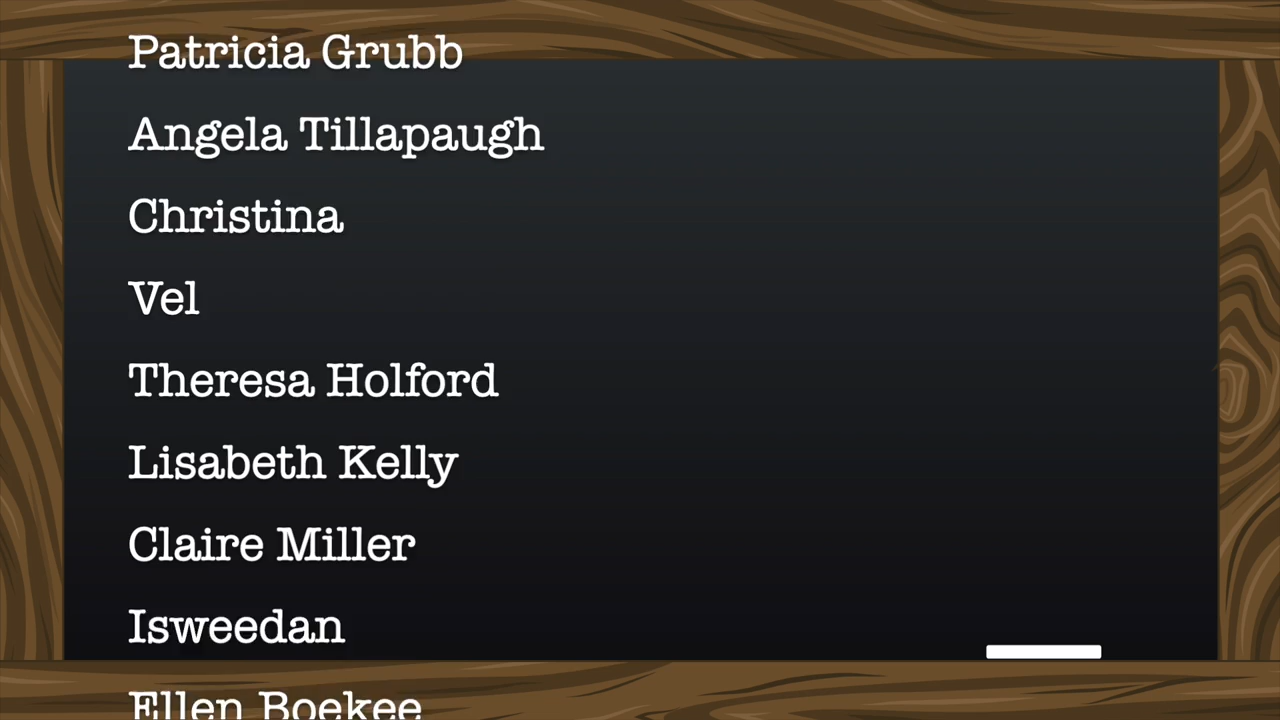 Patricia Grubb
Angela Tillapaugh
Christina
Vel
Theresa Holford
Lisabeth Kelly
Claire Miller
Isweedan
Ellen Boekee